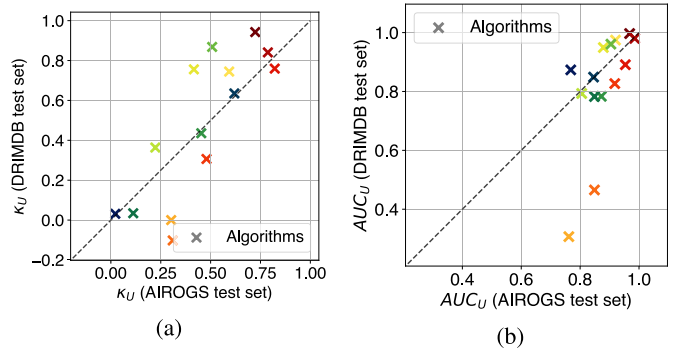 1.0
0.8
0.6
0.4
0.2
0.0
−0.2
κU (DRIMDB test set)
Algorithms
0.00 0.25 0.50 0.75 1.00
κU (AIROGS test set)
(a)
1.0
0.8
0.6
0.4
AUCU (DRIMDB test set)
Algorithms
0.4 0.6 0.8 1.0
AUCU (AIROGS test set)
(b)